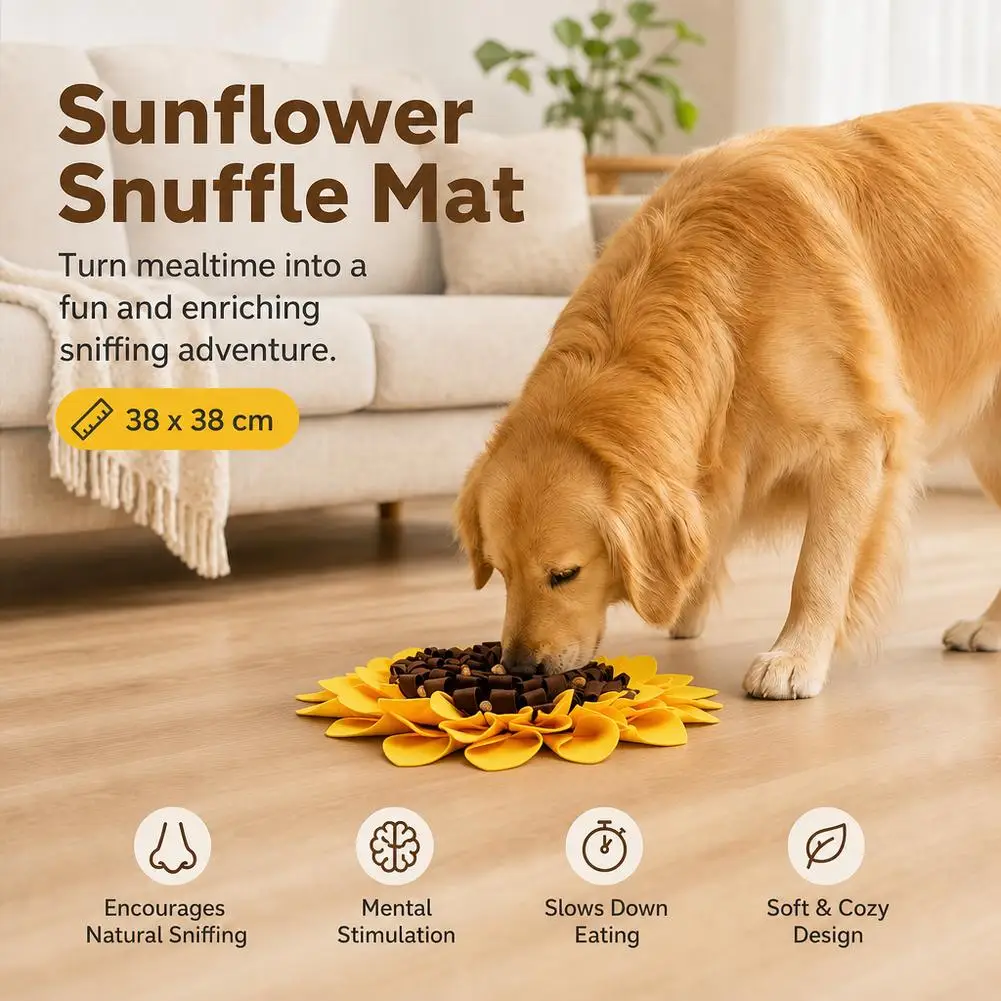 Sunflower
Snuffle Mat
Turn mealtime into a
fun and enriching
sniffing adventure.
38 x 38 cm
Encourages
Natural Sniffing
Mental
Stimulation
Slows Down
Eating
Soft & Cozy
Design